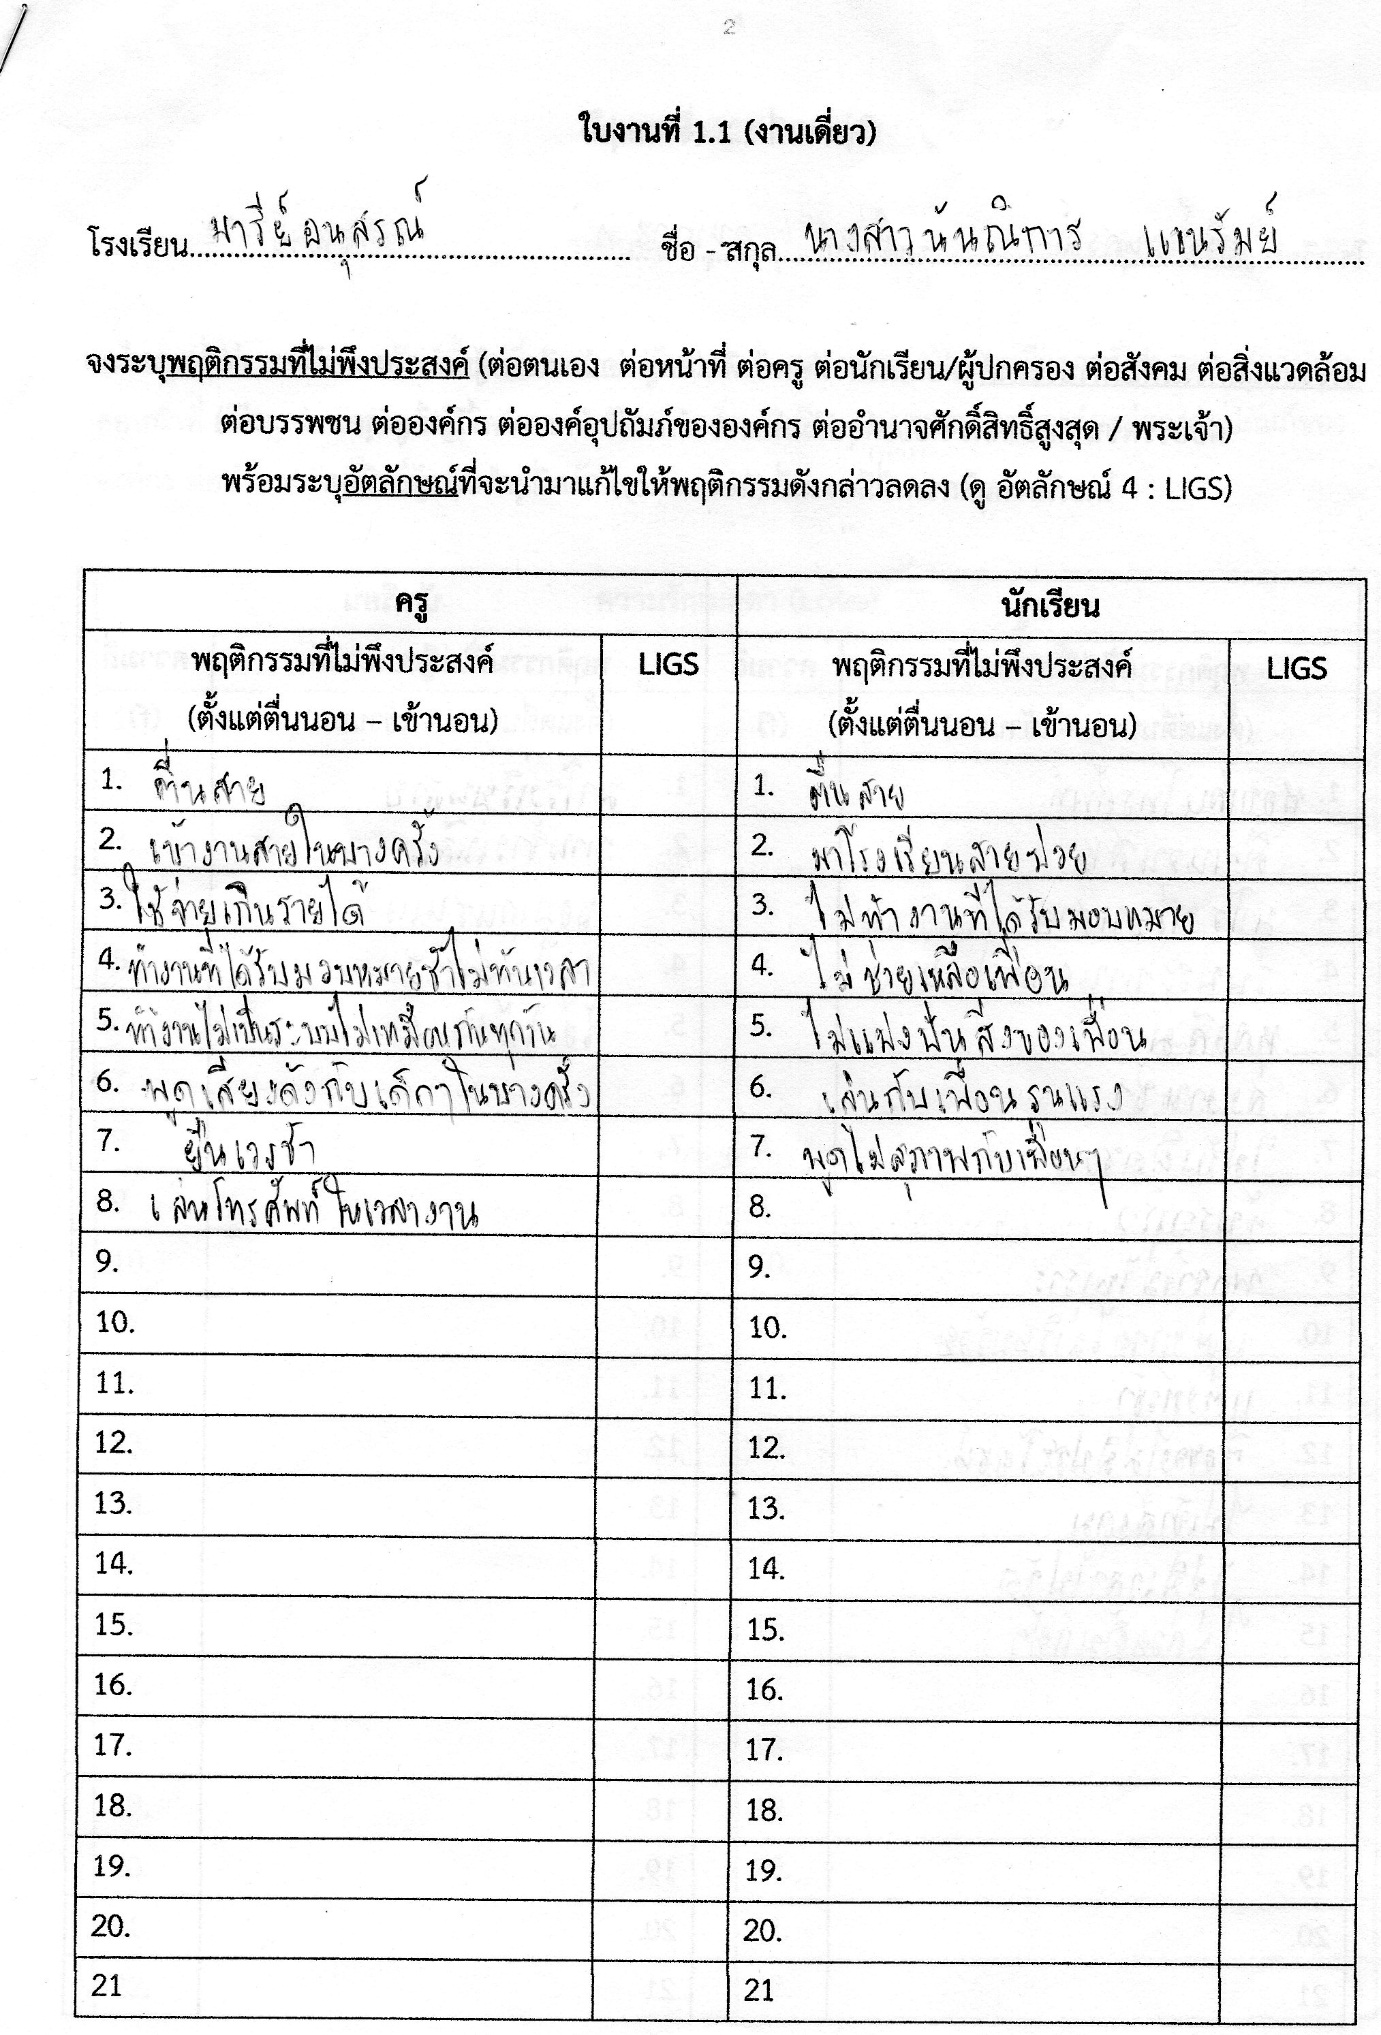 2
ใบงานที่ 1.1 (งานเดี่ยว)
โรงเรียน มารีย์อนุสรณ์ ชื่อ - สกุล นางสาวนันณิการ แขนรัมย์
จงระบุพฤติกรรมที่ไม่พึงประสงค์ (ต่อตนเอง ต่อหน้าที่ ต่อครู ต่อนักเรียน/ผู้ปกครอง ต่อสังคม ต่อสิ่งแวดล้อม
ต่อบรรพชน ต่อองค์กร ต่อองค์อุปถัมภ์ขององค์กร ต่ออำนาจศักดิ์สิทธิ์สูงสุด / พระเจ้า)
พร้อมระบุอัตลักษณ์ที่จะนำมาแก้ไขให้พฤติกรรมดังกล่าวลดลง (ดู อัตลักษณ์ 4 : LIGS)
ครู นักเรียน
พฤติกรรมที่ไม่พึงประสงค์ LIGS พฤติกรรมที่ไม่พึงประสงค์ LIGS
(ตั้งแต่ตื่นนอน – เข้านอน) (ตั้งแต่ตื่นนอน – เข้านอน)
1. ตื่นสาย 1. ตื่นสาย
2. เข้างานสายในบางครั้ง 2. มาโรงเรียนสายบ่อย
3. ใช้จ่ายเกินรายได้ 3. ไม่ทำงานที่ได้รับมอบหมาย
4. ทำงานที่ได้รับมอบหมายช้าไม่ทันเวลา 4. ไม่ช่วยเหลือเพื่อน
5. ทำงานไม่เป็นระบบไม่เหมือนกันทุกวัน 5. ไม่แบ่งปันสิ่งของเพื่อน
6. พูดเสียงดังกับเด็กๆในบางครั้ง 6. เล่นกับเพื่อนรุนแรง
7. ยืนเวรช้า 7. พูดไม่สุภาพกับเพื่อนๆ
8. เล่นโทรศัพท์ในเวลางาน 8.
9. 9.
10. 10.
11. 11.
12. 12.
13. 13.
14. 14.
15. 15.
16. 16.
17. 17.
18. 18.
19. 19.
20. 20.
21 21